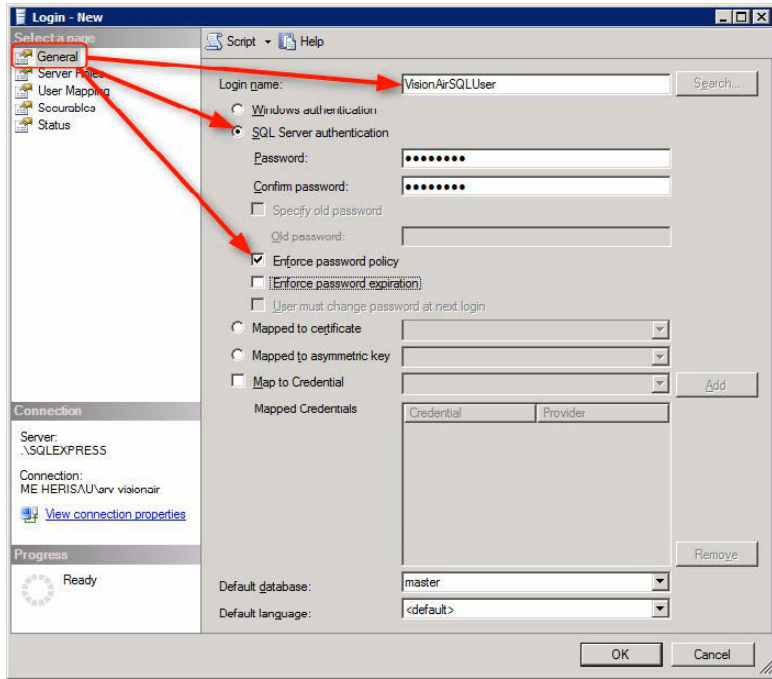 Login - New
Select a page
General
Server Roles
User Mapping
Securables
Status
Script
Help
Login name:
VisionAirSQLUser
Search...
Windows authentication
SQL Server authentication
Password:
●●●●●●●●
Confirm password:
●●●●●●●●
Specify old password
Old password:
Enforce password policy
Enforce password expiration
User must change password at next login
Mapped to certificate
Mapped to asymmetric key
Map to Credential
Add
Mapped Credentials
Credential
Provider
Remove
Default database:
master
Default language:
<default>
Connection
Server:
.\SQLEXPRESS
Connection:
View connection properties
Progress
Ready
OK
Cancel